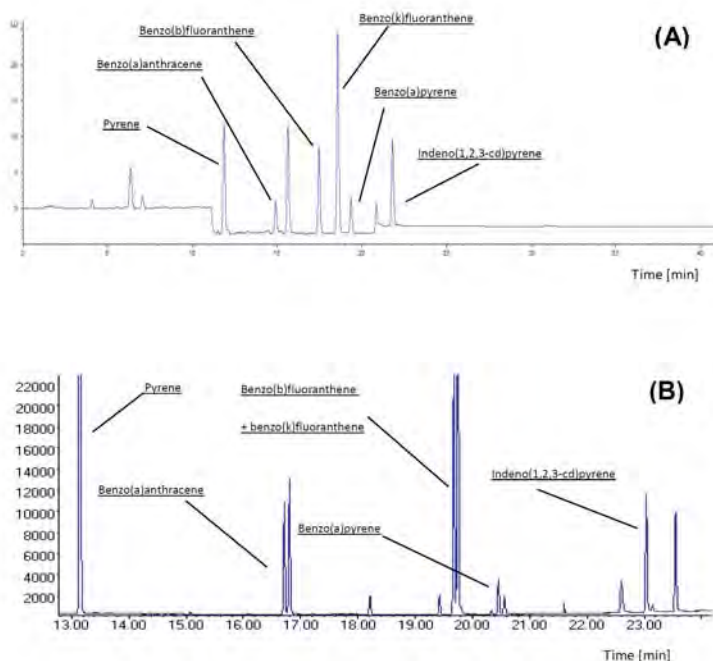 (A)
Benzo(b)fluoranthene
Benzo(k)fluoranthene
Benzo(a)anthracene
Benzo(a)pyrene
Pyrene
Indeno(1,2,3-cd)pyrene
Time [min]
(B)
22000
20000
18000
16000
14000
12000
10000
8000
6000
4000
2000
Pyrene
Benzo(b)fluoranthene
+ benzo(k)fluoranthene
Benzo(a)anthracene
Indeno(1,2,3-cd)pyrene
Benzo(a)pyrene
13.00 14.00 15.00 16.00 17.00 18.00 19.00 20.00 21.00 22.00 23.00
Time [min]